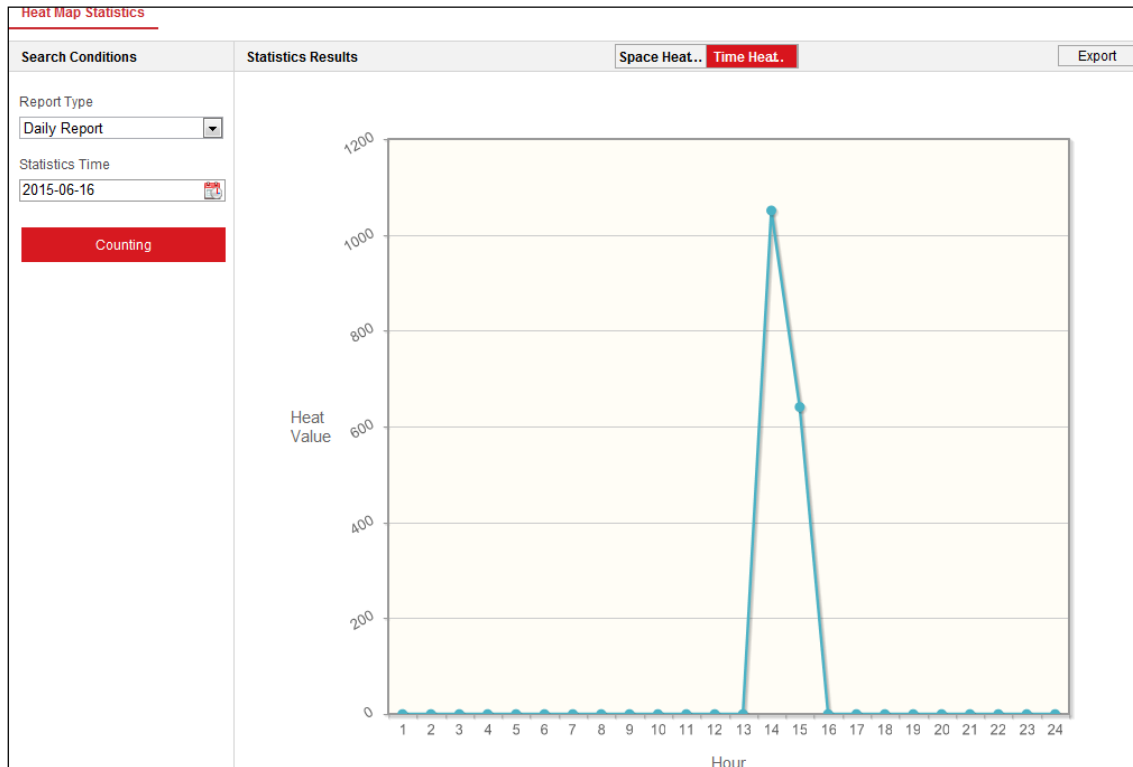 Heat Map Statistics
Search Conditions
Statistics Results
Space Heat...
Time Heat..
Export
Report Type
Daily Report
Statistics Time
2015-06-16
Counting
1200
1000
800
600
400
200
0
Heat
Value
1 2 3 4 5 6 7 8 9 10 11 12 13 14 15 16 17 18 19 20 21 22 23 24
Hour